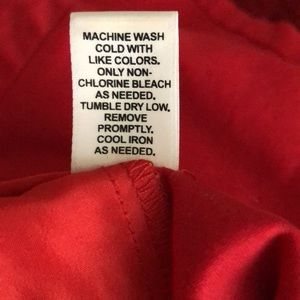 MACHINE WASH
COLD WITH
LIKE COLORS.
ONLY NON-
CHLORINE BLEACH
AS NEEDED.
TUMBLE DRY LOW.
REMOVE
PROMPTLY.
COOL IRON
AS NEEDED.